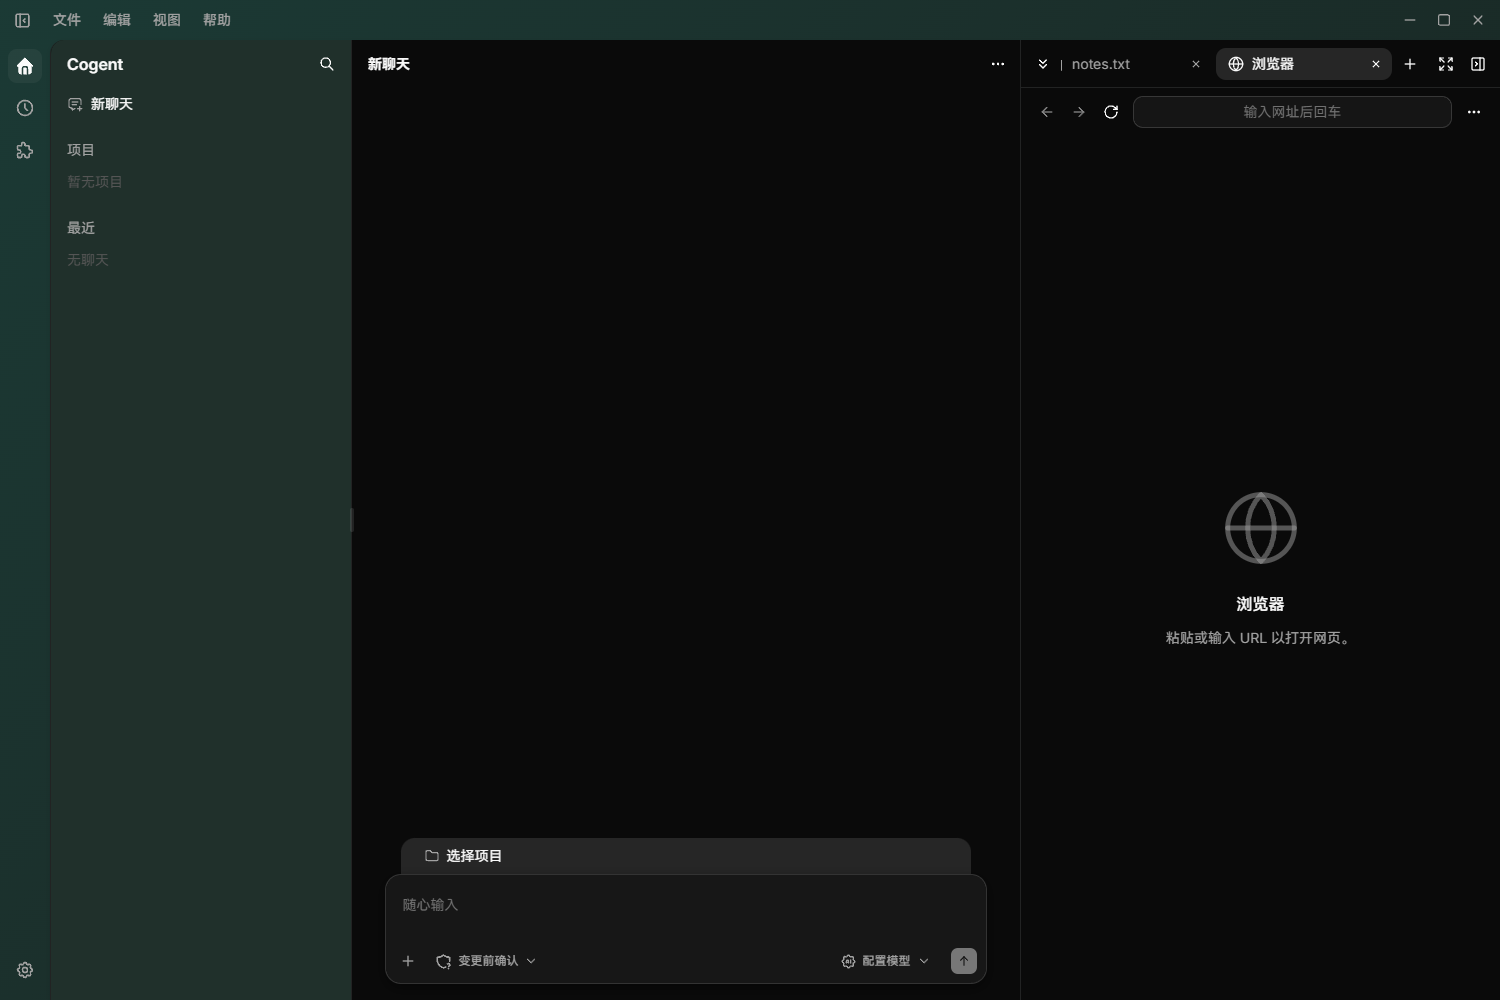 文件 编辑 视图 帮助
Cogent
新聊天
项目
暂无项目
最近
无聊天
新聊天
选择项目
随心输入
变更前确认
配置模型
notes.txt
浏览器
输入网址后回车
浏览器
粘贴或输入 URL 以打开网页。